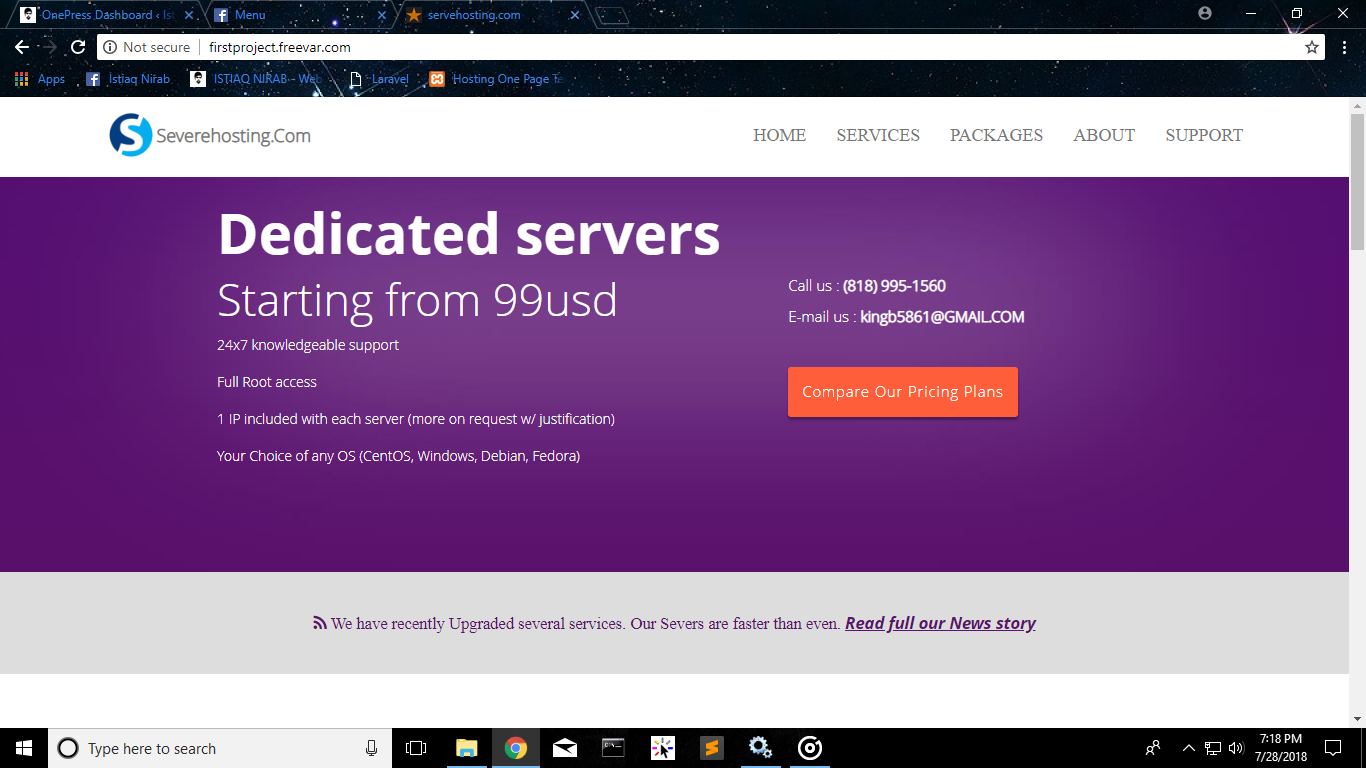 OnePress Dashboard ‹ Ist
Menu
servehosting.com
Not secure
firstproject.freevar.com
Apps
Istiaq Nirab
ISTIAQ NIRAB - Web
Laravel
Hosting One Page Te
Severehosting.Com
HOME SERVICES PACKAGES ABOUT SUPPORT
Dedicated servers
Starting from 99usd
24x7 knowledgeable support
Full Root access
1 IP included with each server (more on request w/ justification)
Your Choice of any OS (CentOS, Windows, Debian, Fedora)
Call us : (818) 995-1560
E-mail us : kingb5861@GMAIL.COM
Compare Our Pricing Plans
We have recently Upgraded several services. Our Severs are faster than even. Read full our News story
Type here to search
7:18 PM
7/28/2018